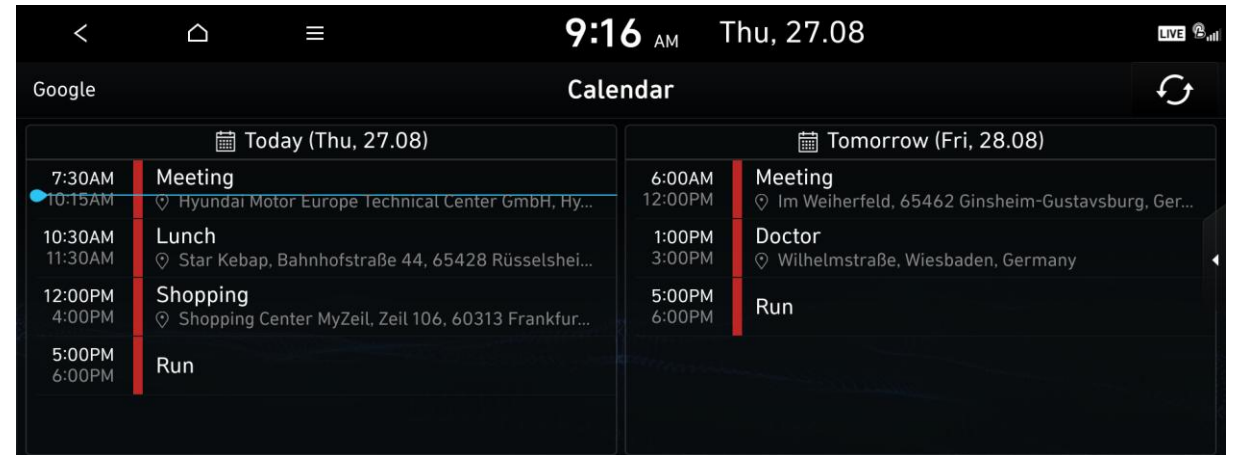 9:16 AM Thu, 27.08 LIVE
Google Calendar
Today (Thu, 27.08)
7:30AM Meeting
10:15AM Hyundai Motor Europe Technical Center GmbH, Hy...
10:30AM Lunch
11:30AM Star Kebap, Bahnhofstraße 44, 65428 Rüsselshei...
12:00PM Shopping
4:00PM Shopping Center MyZeil, Zeil 106, 60313 Frankfur...
5:00PM Run
6:00PM
Tomorrow (Fri, 28.08)
6:00AM Meeting
12:00PM Im Weiherfeld, 65462 Ginsheim-Gustavsburg, Ger...
1:00PM Doctor
3:00PM Wilhelmstraße, Wiesbaden, Germany
5:00PM Run
6:00PM